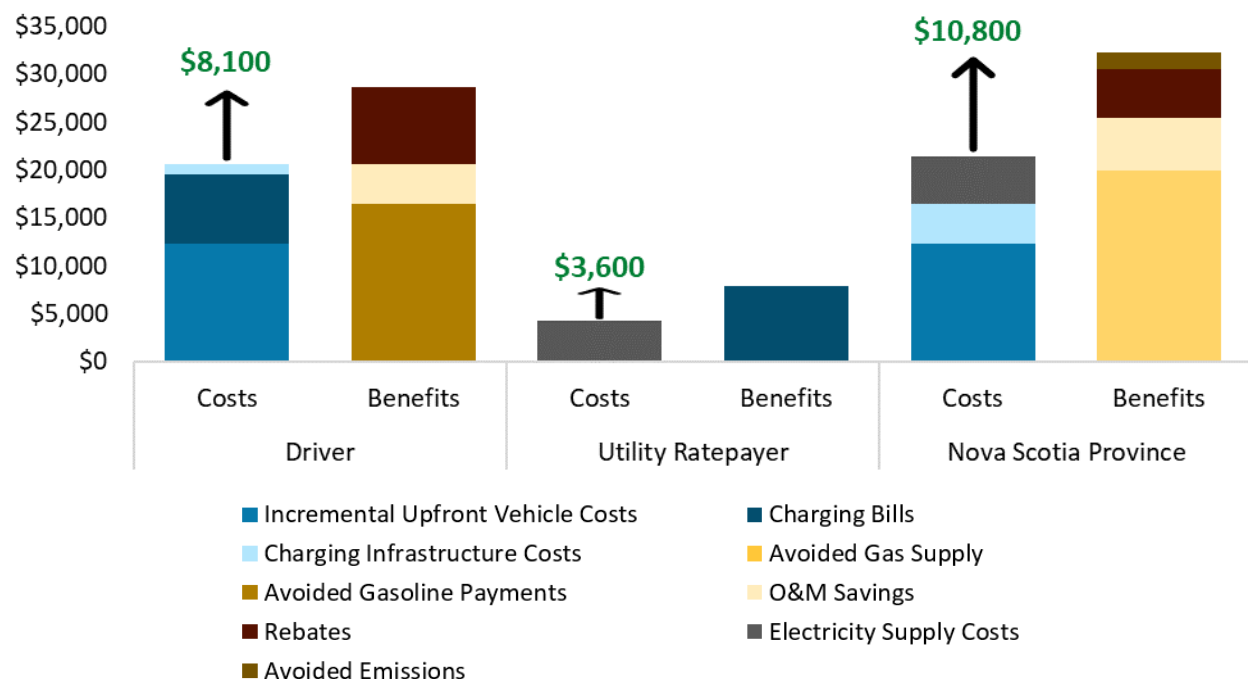 $35,000
$30,000
$25,000
$20,000
$15,000
$10,000
$5,000
$0
$8,100
$3,600
$10,800
Costs Benefits Costs Benefits Costs Benefits
Driver Utility Ratepayer Nova Scotia Province
Incremental Upfront Vehicle Costs Charging Bills
Charging Infrastructure Costs Avoided Gas Supply
Avoided Gasoline Payments O&M Savings
Rebates Electricity Supply Costs
Avoided Emissions